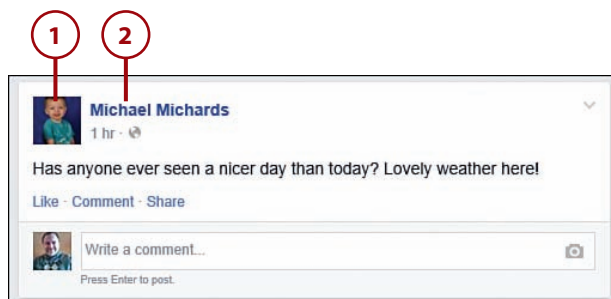 1 2
Michael Michards
1 hr ·
Has anyone ever seen a nicer day than today? Lovely weather here!
Like · Comment · Share
Write a comment...
Press Enter to post.